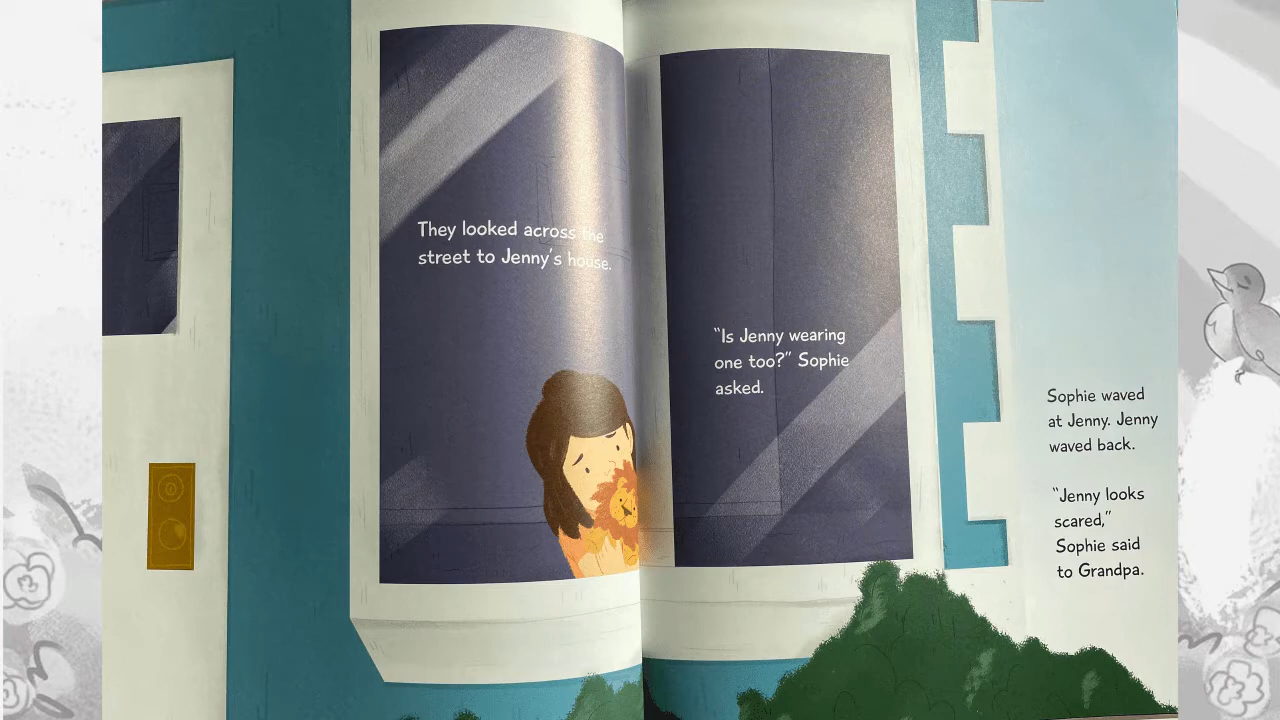 They looked across the
street to Jenny's house.
"Is Jenny wearing
one too?" Sophie
asked.
Sophie waved
at Jenny. Jenny
waved back.
"Jenny looks
scared,"
Sophie said
to Grandpa.